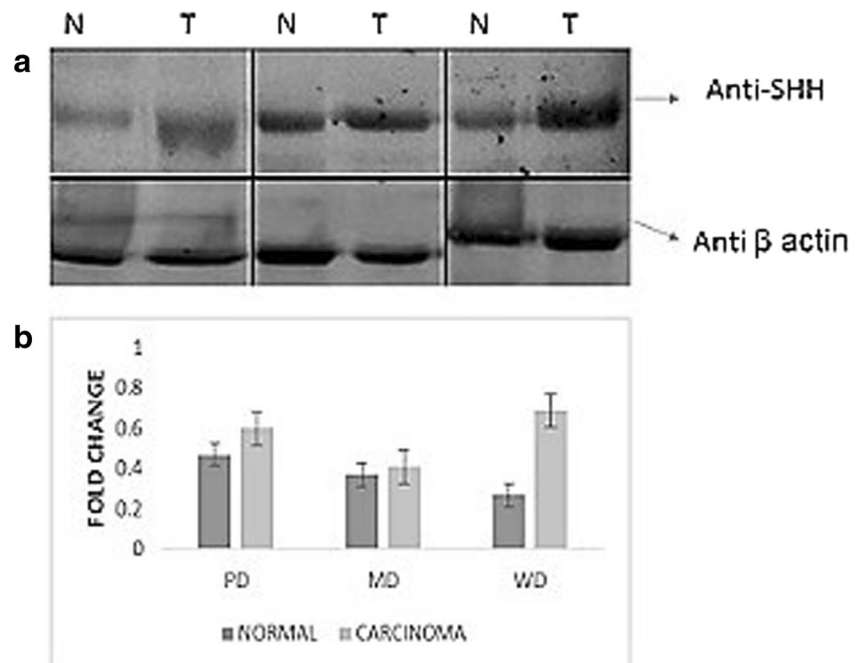 N T N T N T
a
Anti-SHH
Anti β actin
b
FOLD CHANGE
1
0.8
0.6
0.4
0.2
0
PD MD WD
NORMAL CARCINOMA